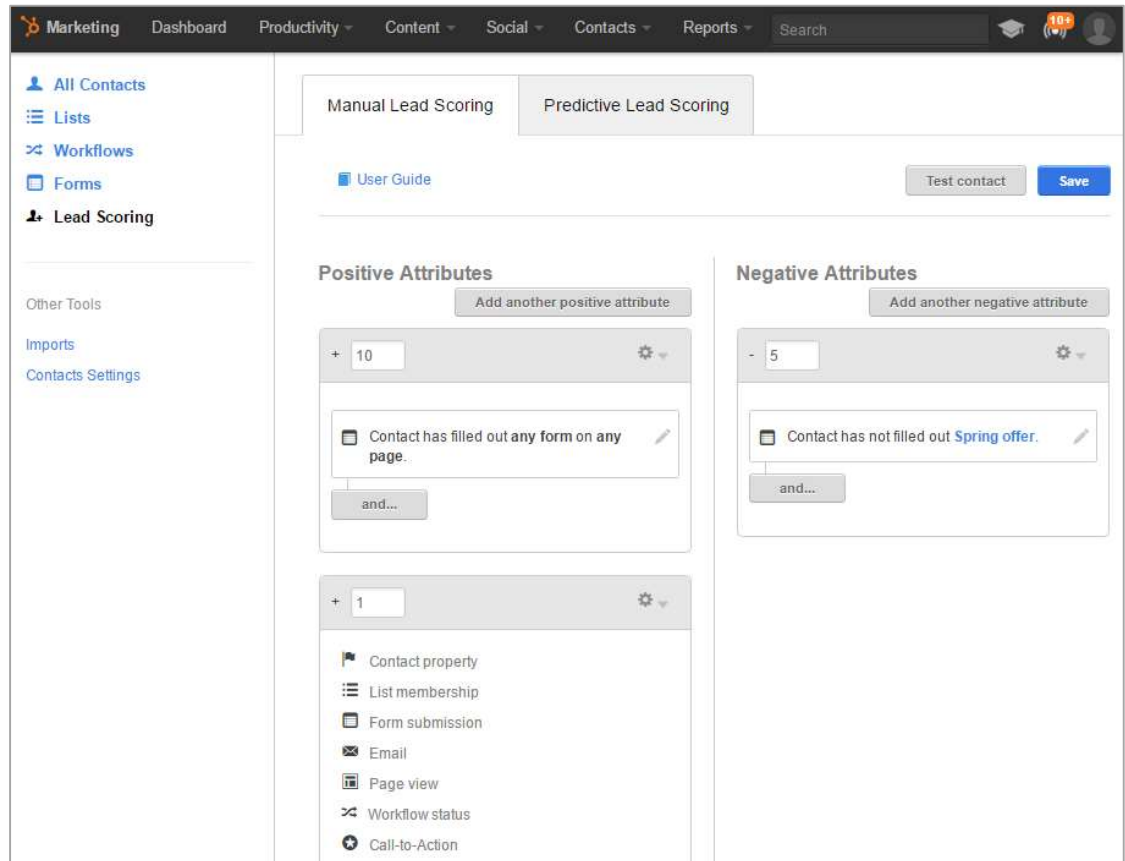 Marketing Dashboard Productivity Content Social Contacts Reports Search 10+
All Contacts
Lists
Workflows
Forms
Lead Scoring
Other Tools
Imports
Contacts Settings
Manual Lead Scoring Predictive Lead Scoring
User Guide Test contact Save
Positive Attributes
Add another positive attribute
+ 10
Contact has filled out any form on any
page.
and...
+ 1
Contact property
List membership
Form submission
Email
Page view
Workflow status
Call-to-Action
Negative Attributes
Add another negative attribute
- 5
Contact has not filled out Spring offer.
and...